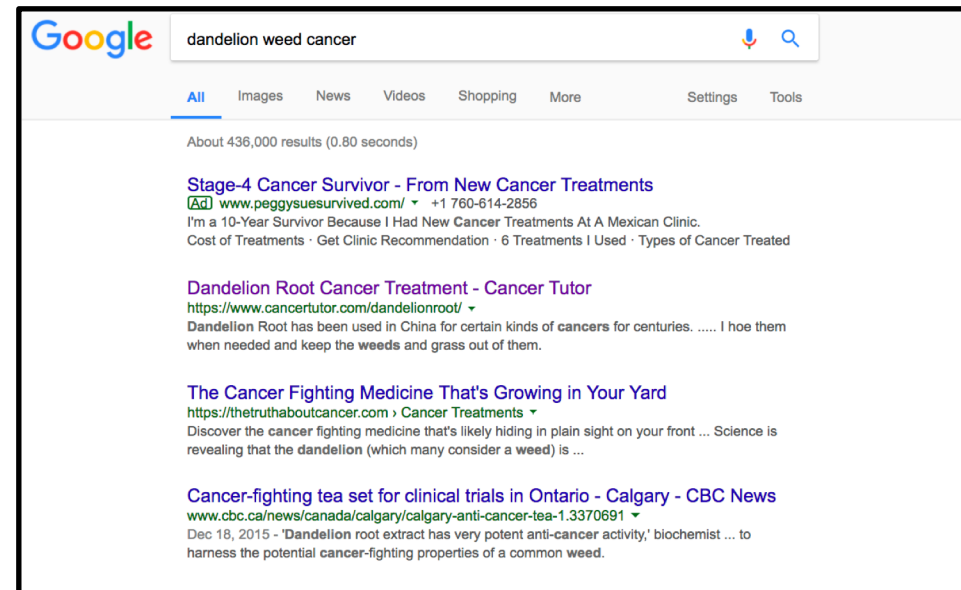 Google
dandelion weed cancer
All Images News Videos Shopping More Settings Tools
About 436,000 results (0.80 seconds)
Stage-4 Cancer Survivor - From New Cancer Treatments
Ad www.peggysuesurvived.com/ +1 760-614-2856
I'm a 10-Year Survivor Because I Had New Cancer Treatments At A Mexican Clinic.
Cost of Treatments · Get Clinic Recommendation · 6 Treatments I Used · Types of Cancer Treated
Dandelion Root Cancer Treatment - Cancer Tutor
https://www.cancertutor.com/dandelionroot/
Dandelion Root has been used in China for certain kinds of cancers for centuries. ..... I hoe them
when needed and keep the weeds and grass out of them.
The Cancer Fighting Medicine That's Growing in Your Yard
https://thetruthaboutcancer.com › Cancer Treatments
Discover the cancer fighting medicine that's likely hiding in plain sight on your front ... Science is
revealing that the dandelion (which many consider a weed) is ...
Cancer-fighting tea set for clinical trials in Ontario - Calgary - CBC News
www.cbc.ca/news/canada/calgary/calgary-anti-cancer-tea-1.3370691
Dec 18, 2015 - 'Dandelion root extract has very potent anti-cancer activity,' biochemist ... to
harness the potential cancer-fighting properties of a common weed.